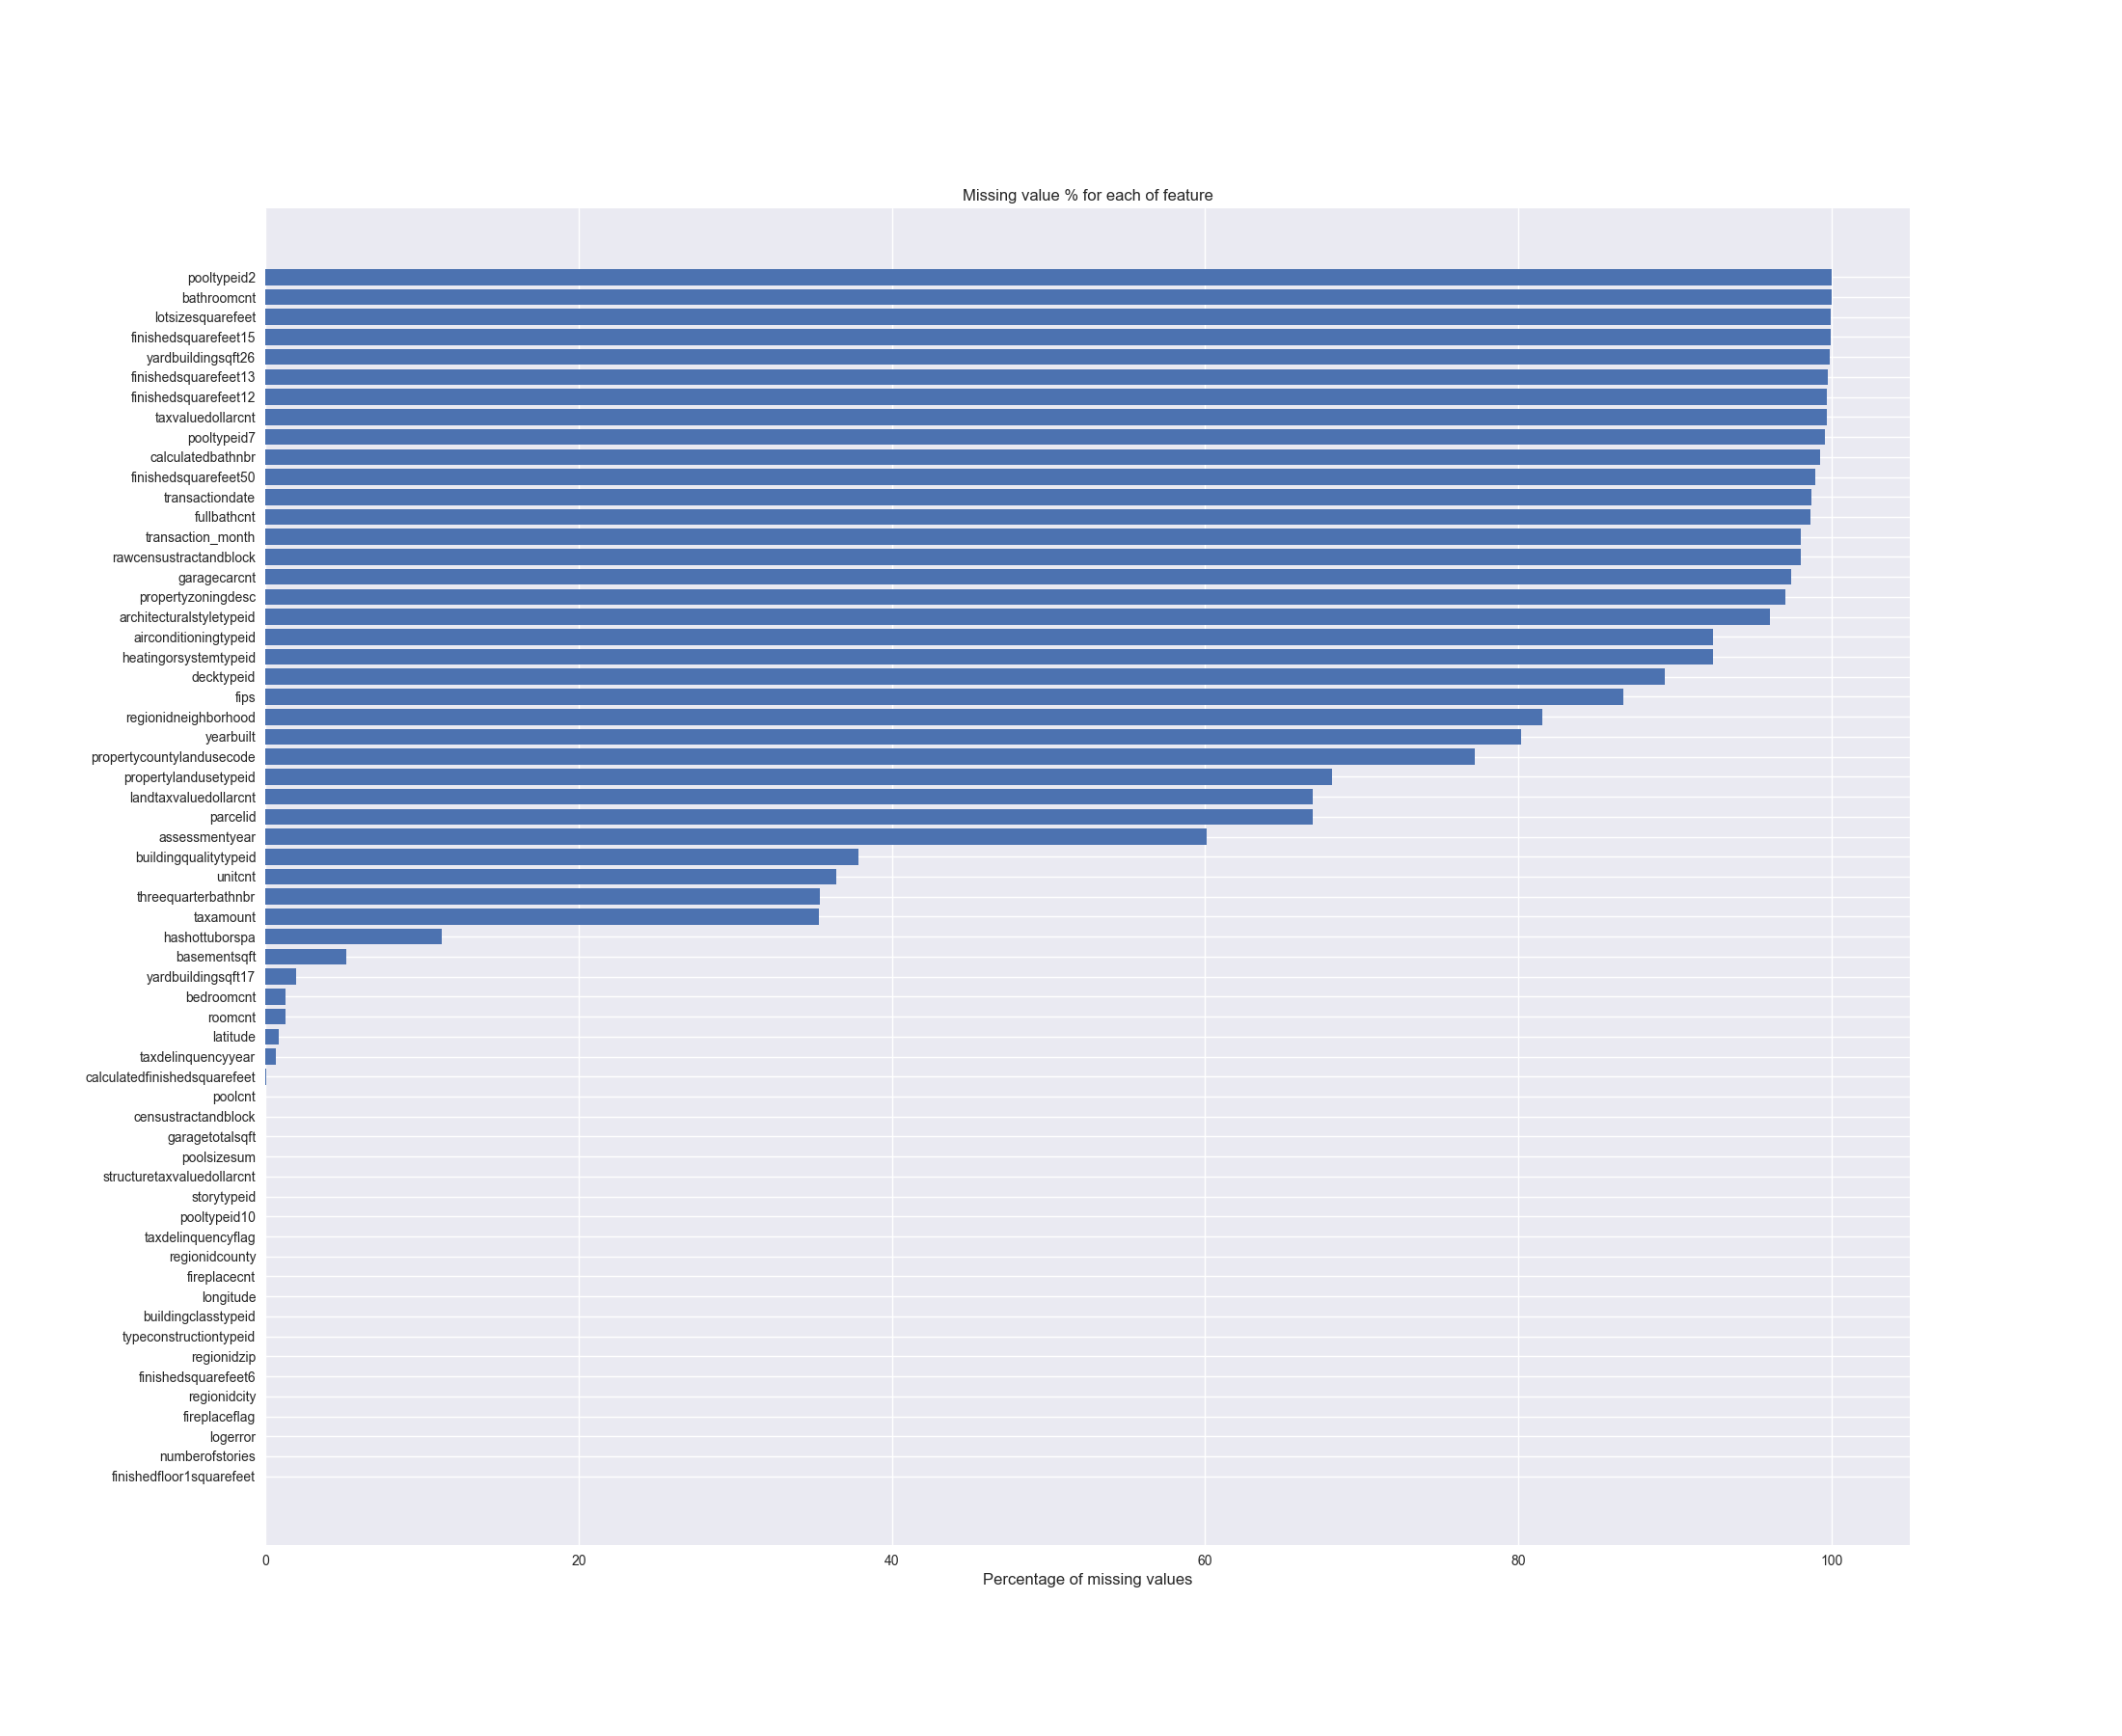 Missing value % for each of feature
pooltypeid2
bathroomcnt
lotsizesquarefeet
finishedsquarefeet15
yardbuildingsqft26
finishedsquarefeet13
finishedsquarefeet12
taxvaluedollarcnt
pooltypeid7
calculatedbathnbr
finishedsquarefeet50
transactiondate
fullbathcnt
transaction_month
rawcensustractandblock
garagecarcnt
propertyzoningdesc
architecturalstyletypeid
airconditioningtypeid
heatingorsystemtypeid
decktypeid
fips
regionidneighborhood
yearbuilt
propertycountylandusecode
propertylandusetypeid
landtaxvaluedollarcnt
parcelid
assessmentyear
buildingqualitytypeid
unitcnt
threequarterbathnbr
taxamount
hashottuborspa
basementsqft
yardbuildingsqft17
bedroomcnt
roomcnt
latitude
taxdelinquencyyear
calculatedfinishedsquarefeet
poolcnt
censustractandblock
garagetotalsqft
poolsizesum
structuretaxvaluedollarcnt
storytypeid
pooltypeid10
taxdelinquencyflag
regionidcounty
fireplacecnt
longitude
buildingclasstypeid
typeconstructiontypeid
regionidzip
finishedsquarefeet6
regionidcity
fireplaceflag
logerror
numberofstories
finishedfloor1squarefeet
0 20 40 60 80 100
Percentage of missing values